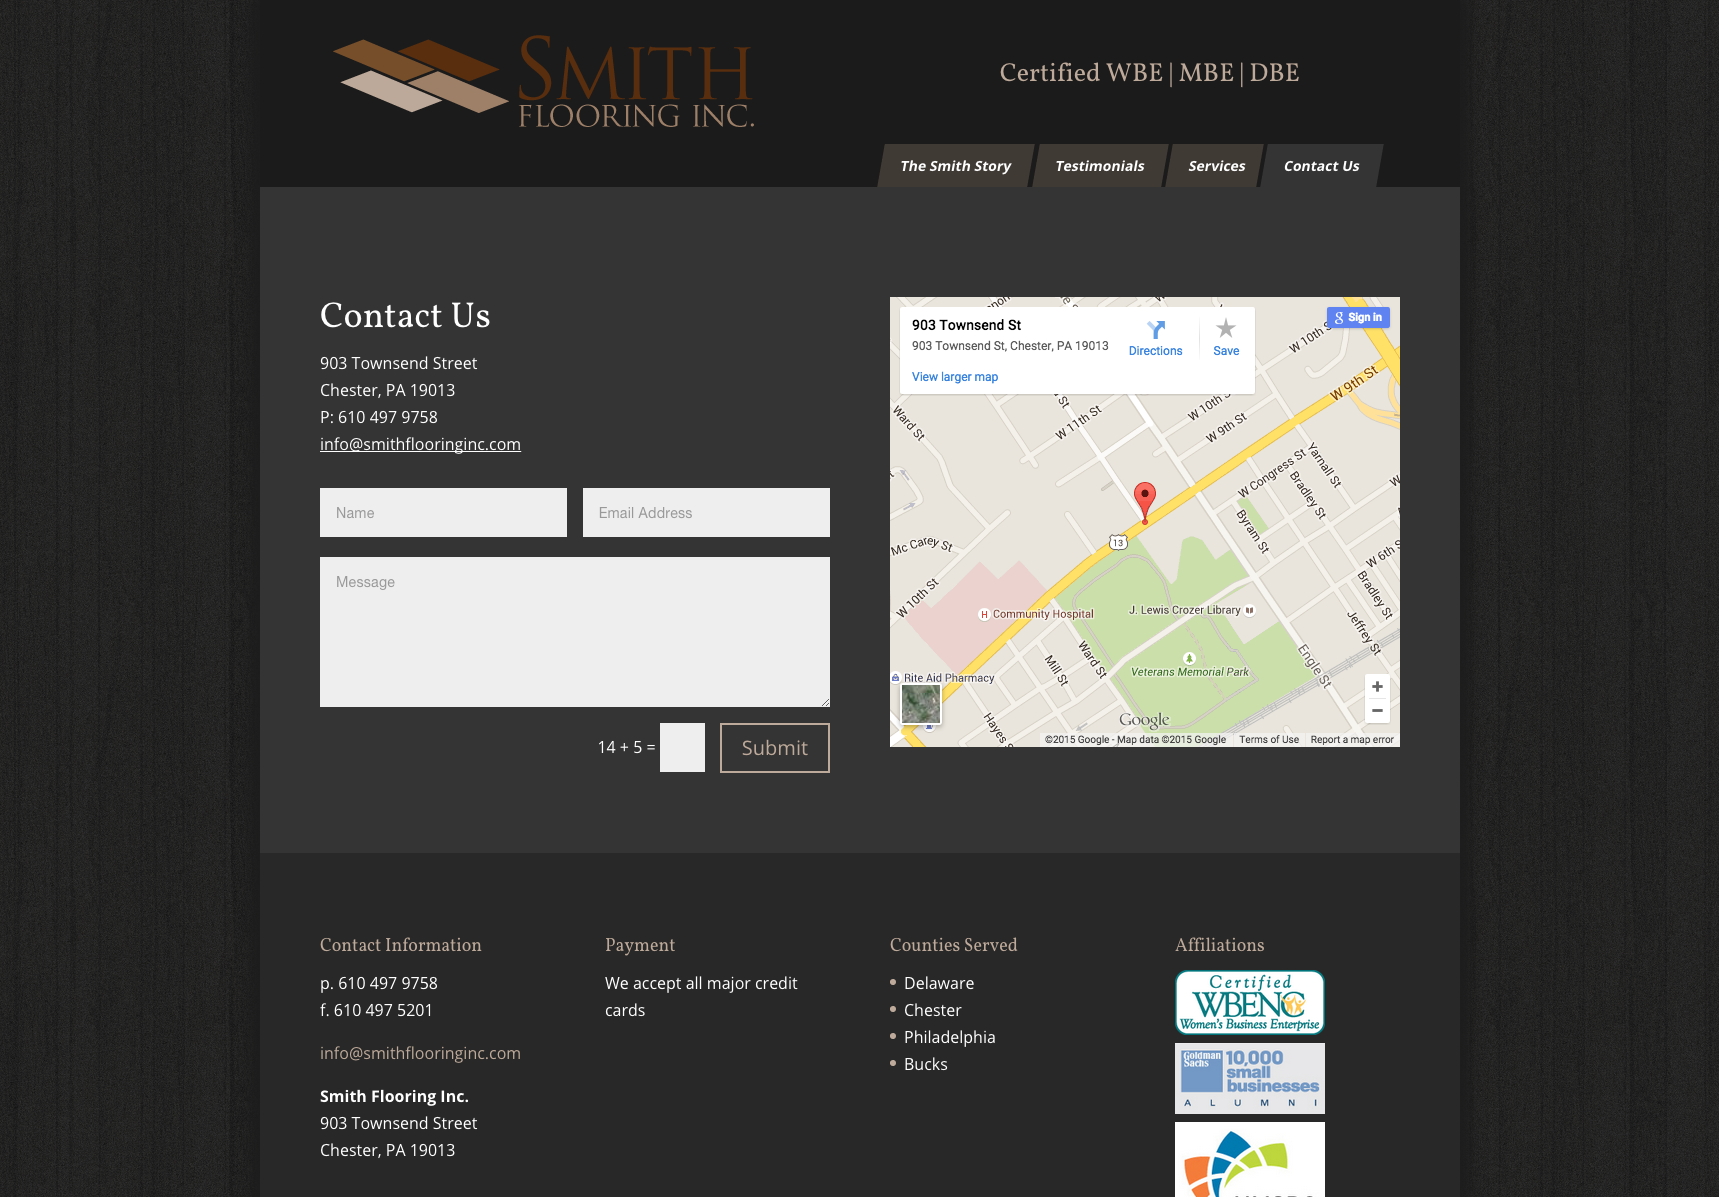 SMITH
FLOORING INC.
Certified WBE | MBE | DBE
The Smith Story
Testimonials
Services
Contact Us
Contact Us
903 Townsend Street
Chester, PA 19013
P: 610 497 9758
info@smithflooringinc.com
Name
Email Address
Message
14 + 5 =
Submit
903 Townsend St
903 Townsend St, Chester, PA 19013
Directions
Save
View larger map
g Sign in
W 10th S
W 9th St
W 10th S
W 9th St
W 11th St
Ward St
St
Yarnall St
W Congress St
Bradley St
Byram St
13
Mc Carey St
W 6th S
W 10th St
Bradley St
H Community Hospital
J. Lewis Crozer Library
Jeffrey St
Engle St
Ward St
Mill St
Veterans Memorial Park
Rite Aid Pharmacy
Hayes S
Google
©2015 Google - Map data ©2015 Google
Terms of Use
Report a map error
Contact Information
p. 610 497 9758
f. 610 497 5201
info@smithflooringinc.com
Smith Flooring Inc.
903 Townsend Street
Chester, PA 19013
Payment
We accept all major credit
cards
Counties Served
Delaware
Chester
Philadelphia
Bucks
Affiliations
Certified
WBENC
Women's Business Enterprise
Goldman
Sachs
10,000
small
businesses
ALUMNI